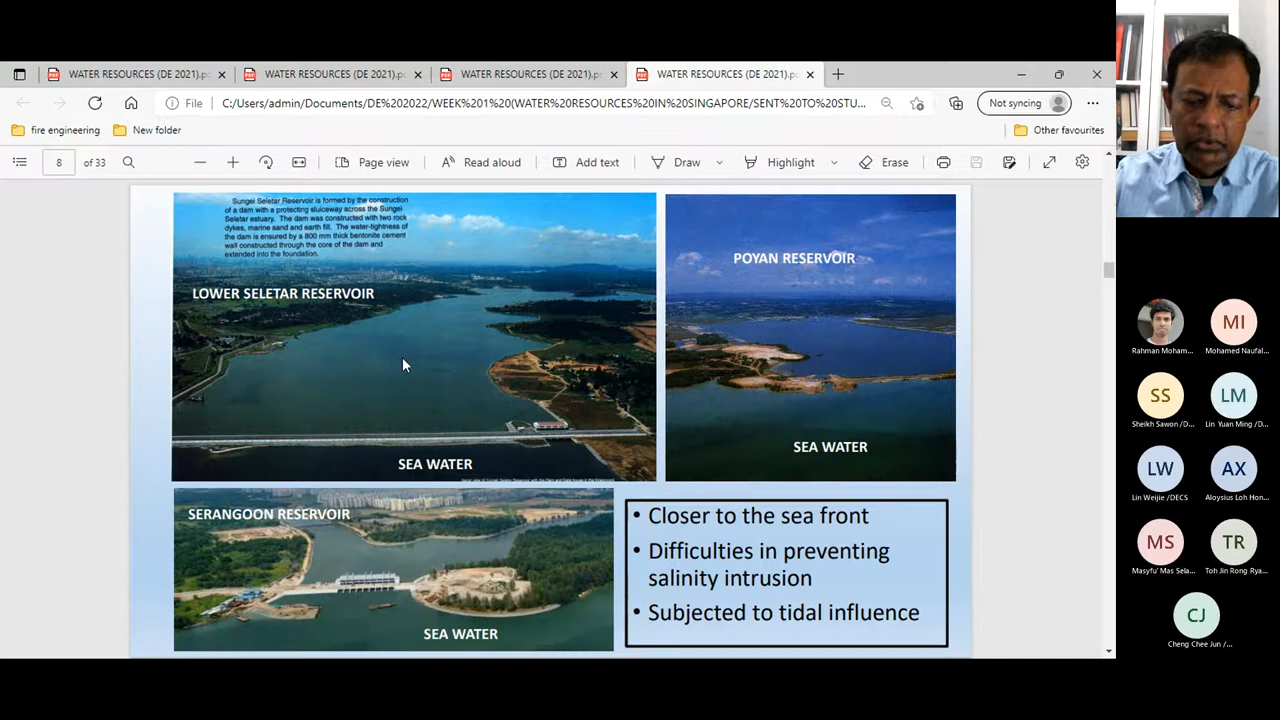 WATER RESOURCES (DE 2021).pc
WATER RESOURCES (DE 2021).pc
WATER RESOURCES (DE 2021).pc
WATER RESOURCES (DE 2021).pc
File
C:/Users/admin/Documents/DE%202022/WEEK%201%20(WATER%20RESOURCES%20IN%20SINGAPORE/SENT%20TO%20STU...
Not syncing
fire engineering
New folder
Other favourites
8
of 33
Page view
Read aloud
Add text
Draw
Highlight
Erase
Sungei Seletar Reservoir is formed by the construction
of a dam with a protecting sluiceway across the Sungei
Seletar estuary. The dam was constructed with two rock
dykes, marine sand and earth fill. The water-tightness of
the dam is ensured by a 800 mm thick bentonite cement
wall constructed through the core of the dam and
extended into the foundation.
LOWER SELETAR RESERVOIR
SEA WATER
POYAN RESERVOIR
SEA WATER
SERANGOON RESERVOIR
SEA WATER
• Closer to the sea front
• Difficulties in preventing
salinity intrusion
• Subjected to tidal influence
Rahman Moham...
MI
Mohamed Naufal...
SS
Sheikh Sawon /D...
LM
Lin Yuan Ming /D...
LW
Lin Weijie /DECS
AX
Aloysius Loh Hon...
MS
Masyfu' Mas Sela...
TR
Toh Jin Rong Rya...
CJ
Cheng Chee Jun /...